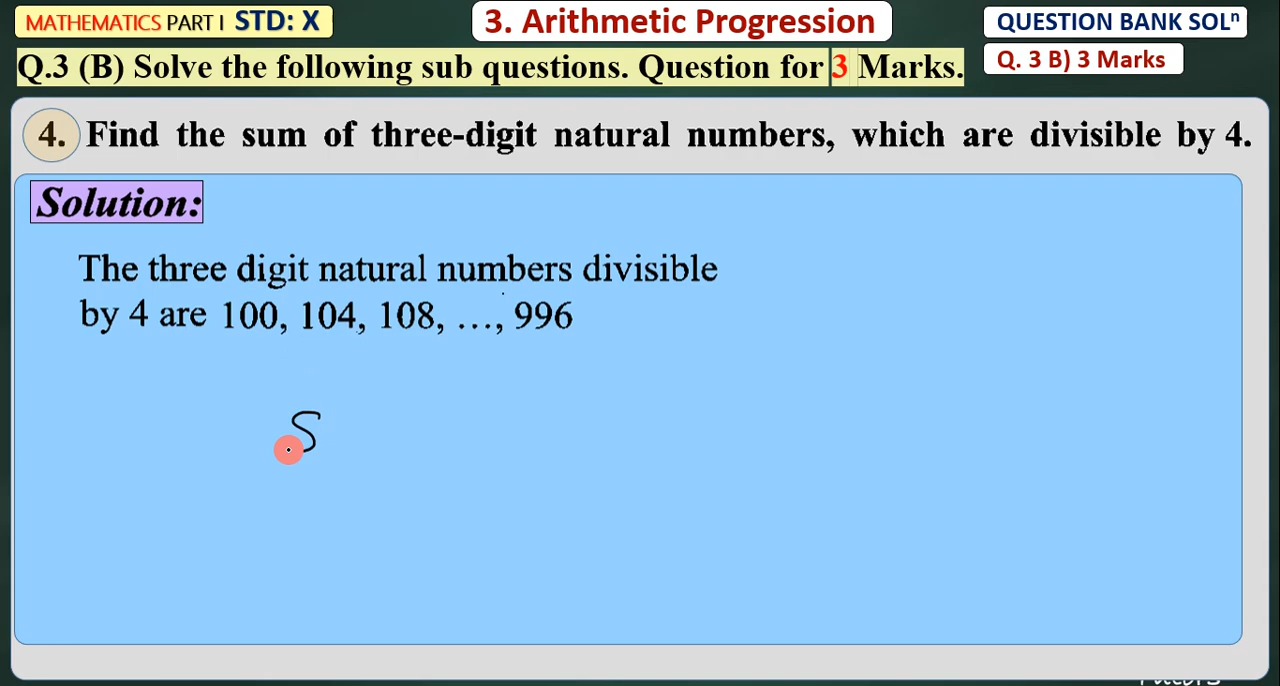 MATHEMATICS PART I STD: X
3. Arithmetic Progression
QUESTION BANK SOLⁿ
Q.3 (B) Solve the following sub questions. Question for 3 Marks.
Q. 3 B) 3 Marks
4. Find the sum of three-digit natural numbers, which are divisible by 4.
Solution:
The three digit natural numbers divisible
by 4 are 100, 104, 108, ..., 996
S